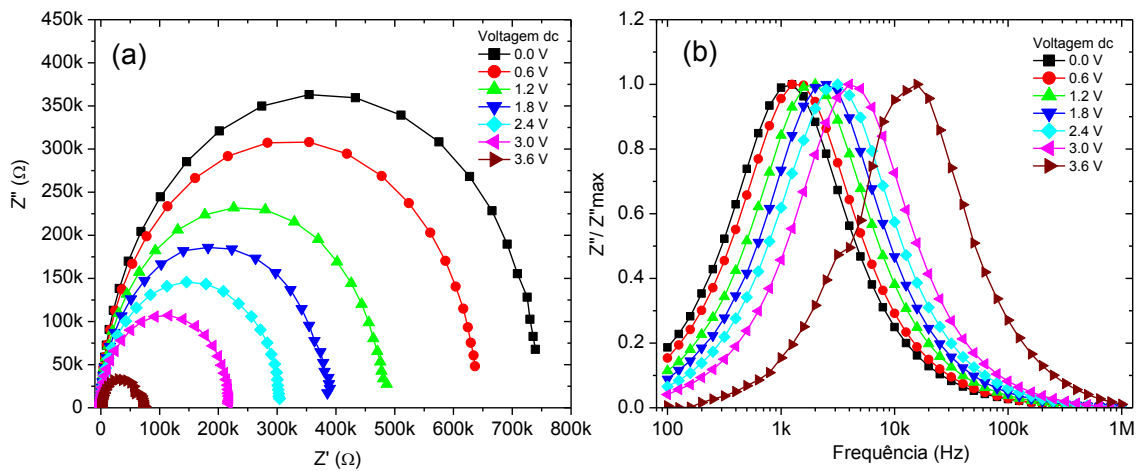 (a)
Voltagem dc
0.0 V
0.6 V
1.2 V
1.8 V
2.4 V
3.0 V
3.6 V
450k
400k
350k
300k
250k
200k
150k
100k
50k
0
Z'' (Ω)
0 100k 200k 300k 400k 500k 600k 700k 800k
Z' (Ω)
(b)
Voltagem dc
0.0 V
0.6 V
1.2 V
1.8 V
2.4 V
3.0 V
3.6 V
1.2
1.0
0.8
0.6
0.4
0.2
0.0
Z''/ Z''max
100 1k 10k 100k 1M
Frequência (Hz)